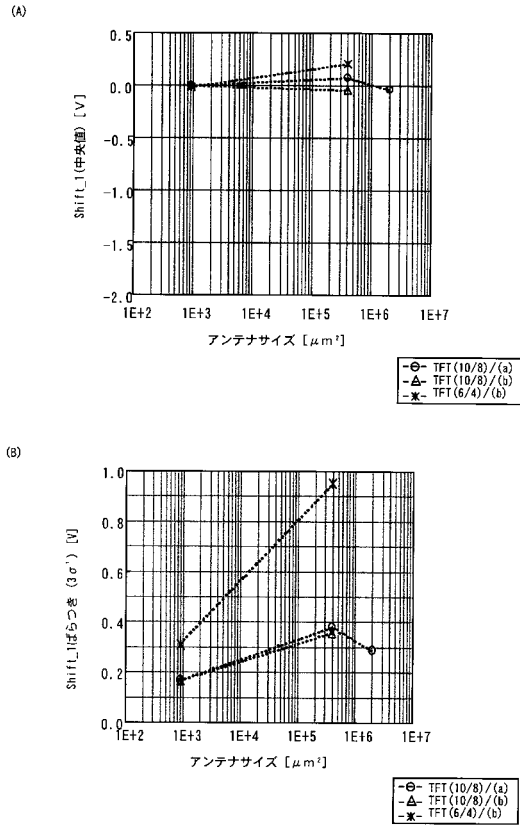 (A)
Shift_1(中央値) [V]
0.5
0.0
-0.5
-1.0
-1.5
-2.0
1E+2 1E+3 1E+4 1E+5 1E+6 1E+7
アンテナサイズ [μm²]
TFT(10/8)/(a)
TFT(10/8)/(b)
TFT(6/4)/(b)
(B)
Shift_1ばらつき (3σ') [V]
1.0
0.8
0.6
0.4
0.2
0.0
1E+2 1E+3 1E+4 1E+5 1E+6 1E+7
アンテナサイズ [μm²]
TFT(10/8)/(a)
TFT(10/8)/(b)
TFT(6/4)/(b)